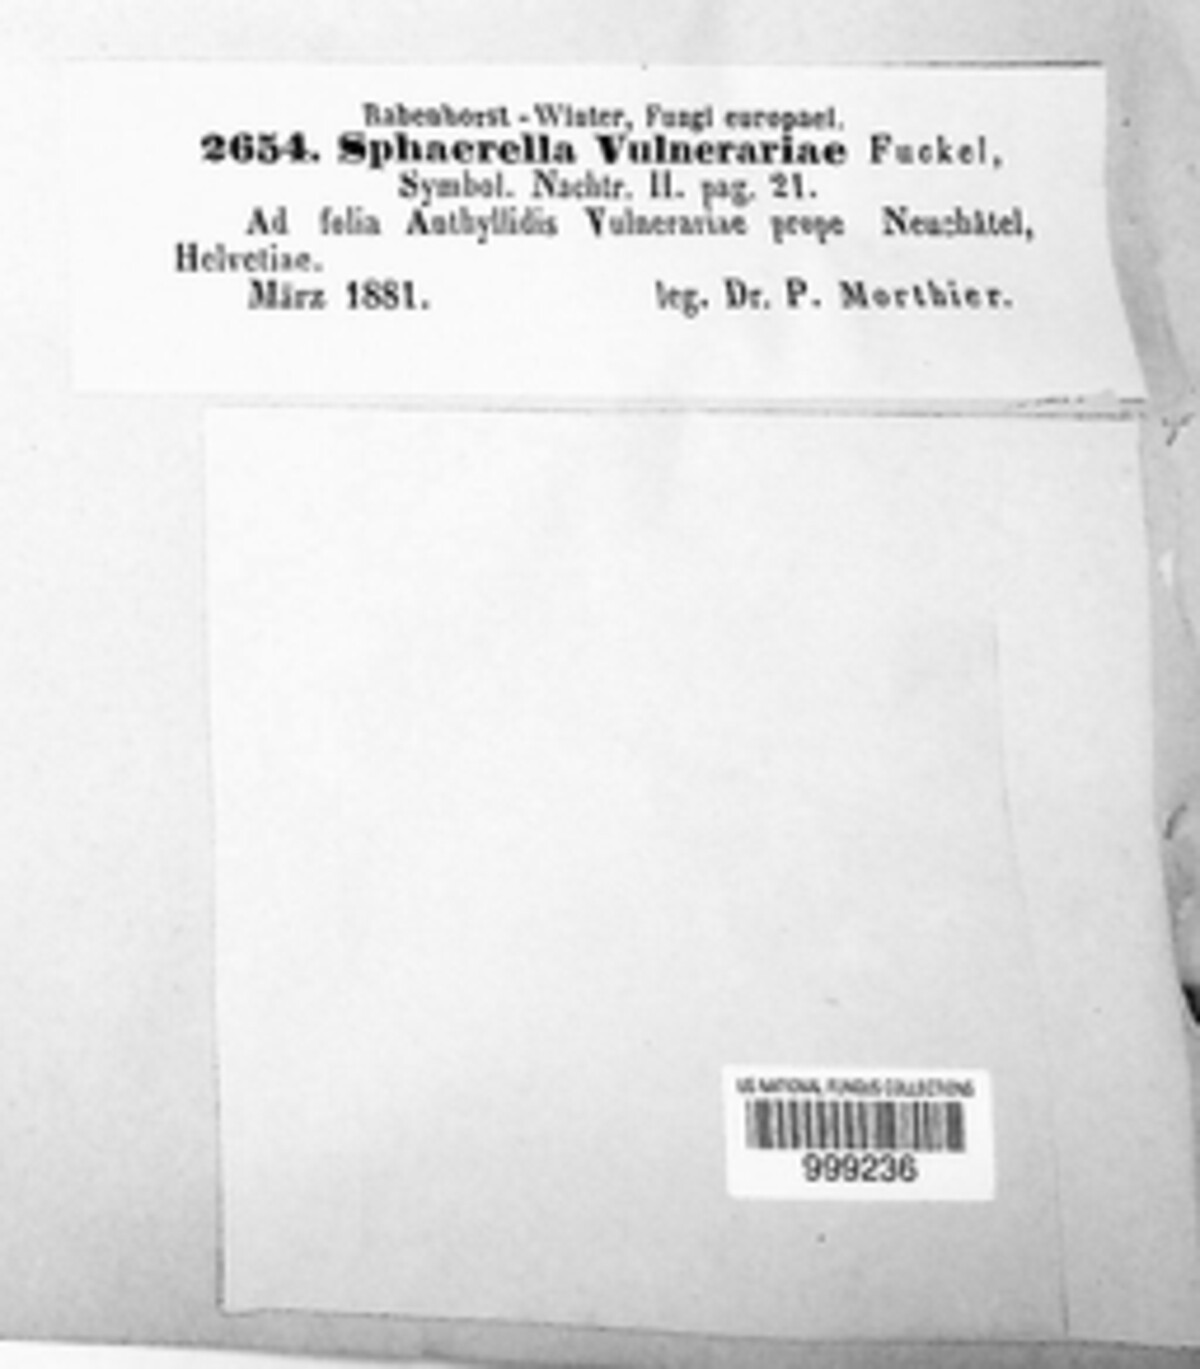 Rabenhorst-Winter, Fungi europaei.
2654. Sphaerella Vulnerariae Fuckel,
Symbol. Nachtr. II. pag. 21.
Ad folia Anthyllidis Vulnerariae prope Neuchâtel,
Helvetiae.
März 1881. leg. Dr. P. Morthier.
US NATIONAL FUNGUS COLLECTIONS
999236